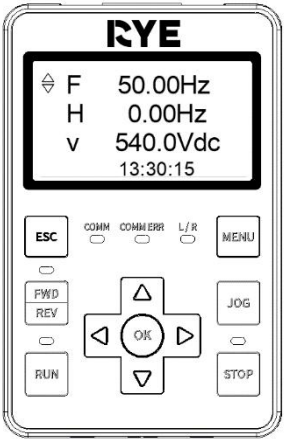 RYE
F 50.00Hz
H 0.00Hz
v 540.0Vdc
13:30:15
ESC COMM COMM ERR L/R MENU
FWD
REV
JOG
OK
RUN STOP